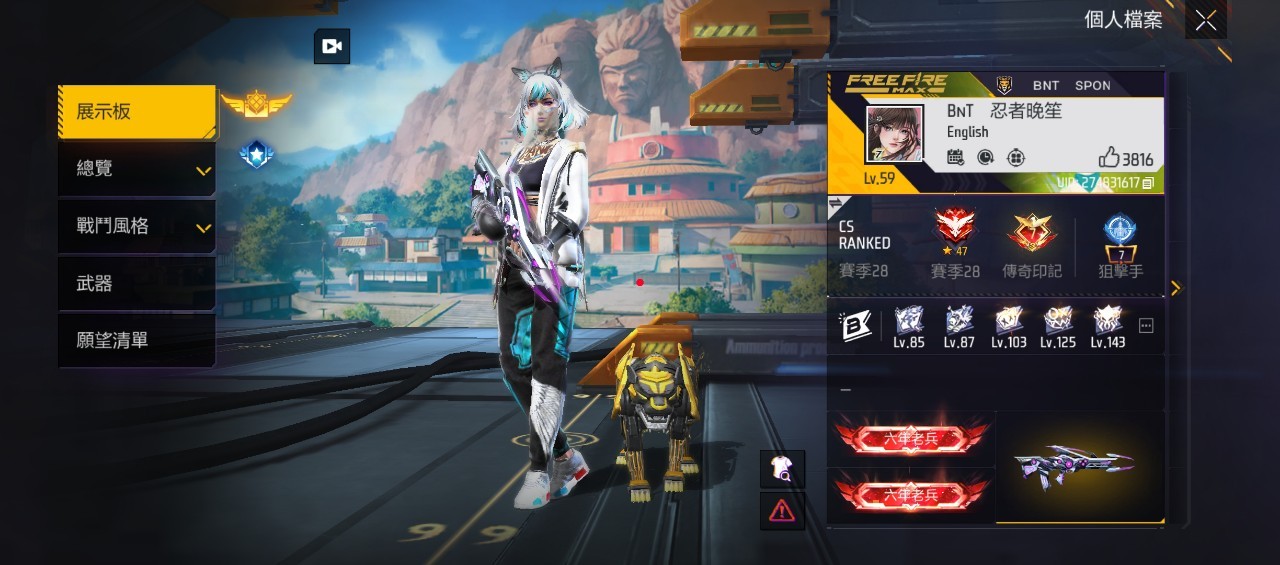 個人檔案
展示板
總覽
戰鬥風格
武器
願望清單
FREE FIRE
MAX
BNT SPON
BNT 忍者晚笙
English
7
3816
Lv.59
UID:274831617
CS
RANKED
賽季28
★47
賽季28
傳奇印記
7
狙擊手
Lv.85 Lv.87 Lv.103 Lv.125 Lv.143
六年老兵
六年老兵
99